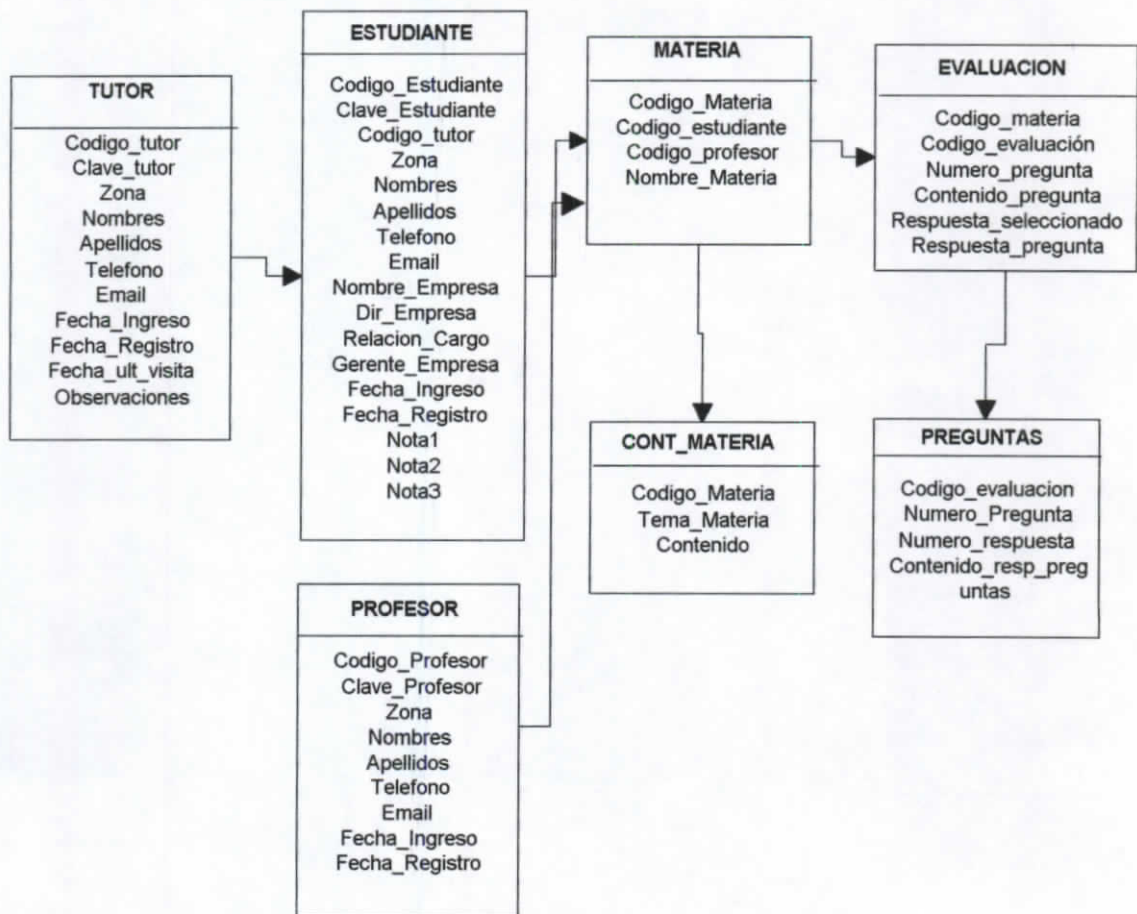 TUTOR
Codigo_tutor
Clave_tutor
Zona
Nombres
Apellidos
Telefono
Email
Fecha_Ingreso
Fecha_Registro
Fecha_ult_visita
Observaciones
ESTUDIANTE
Codigo_Estudiante
Clave_Estudiante
Codigo_tutor
Zona
Nombres
Apellidos
Telefono
Email
Nombre_Empresa
Dir_Empresa
Relacion_Cargo
Gerente_Empresa
Fecha_Ingreso
Fecha_Registro
Nota1
Nota2
Nota3
PROFESOR
Codigo_Profesor
Clave_Profesor
Zona
Nombres
Apellidos
Telefono
Email
Fecha_Ingreso
Fecha_Registro
MATERIA
Codigo_Materia
Codigo_estudiante
Codigo_profesor
Nombre_Materia
CONT_MATERIA
Codigo_Materia
Tema_Materia
Contenido
EVALUACION
Codigo_materia
Codigo_evaluación
Numero_pregunta
Contenido_pregunta
Respuesta_seleccionado
Respuesta_pregunta
PREGUNTAS
Codigo_evaluacion
Numero_Pregunta
Numero_respuesta
Contenido_resp_preg
untas